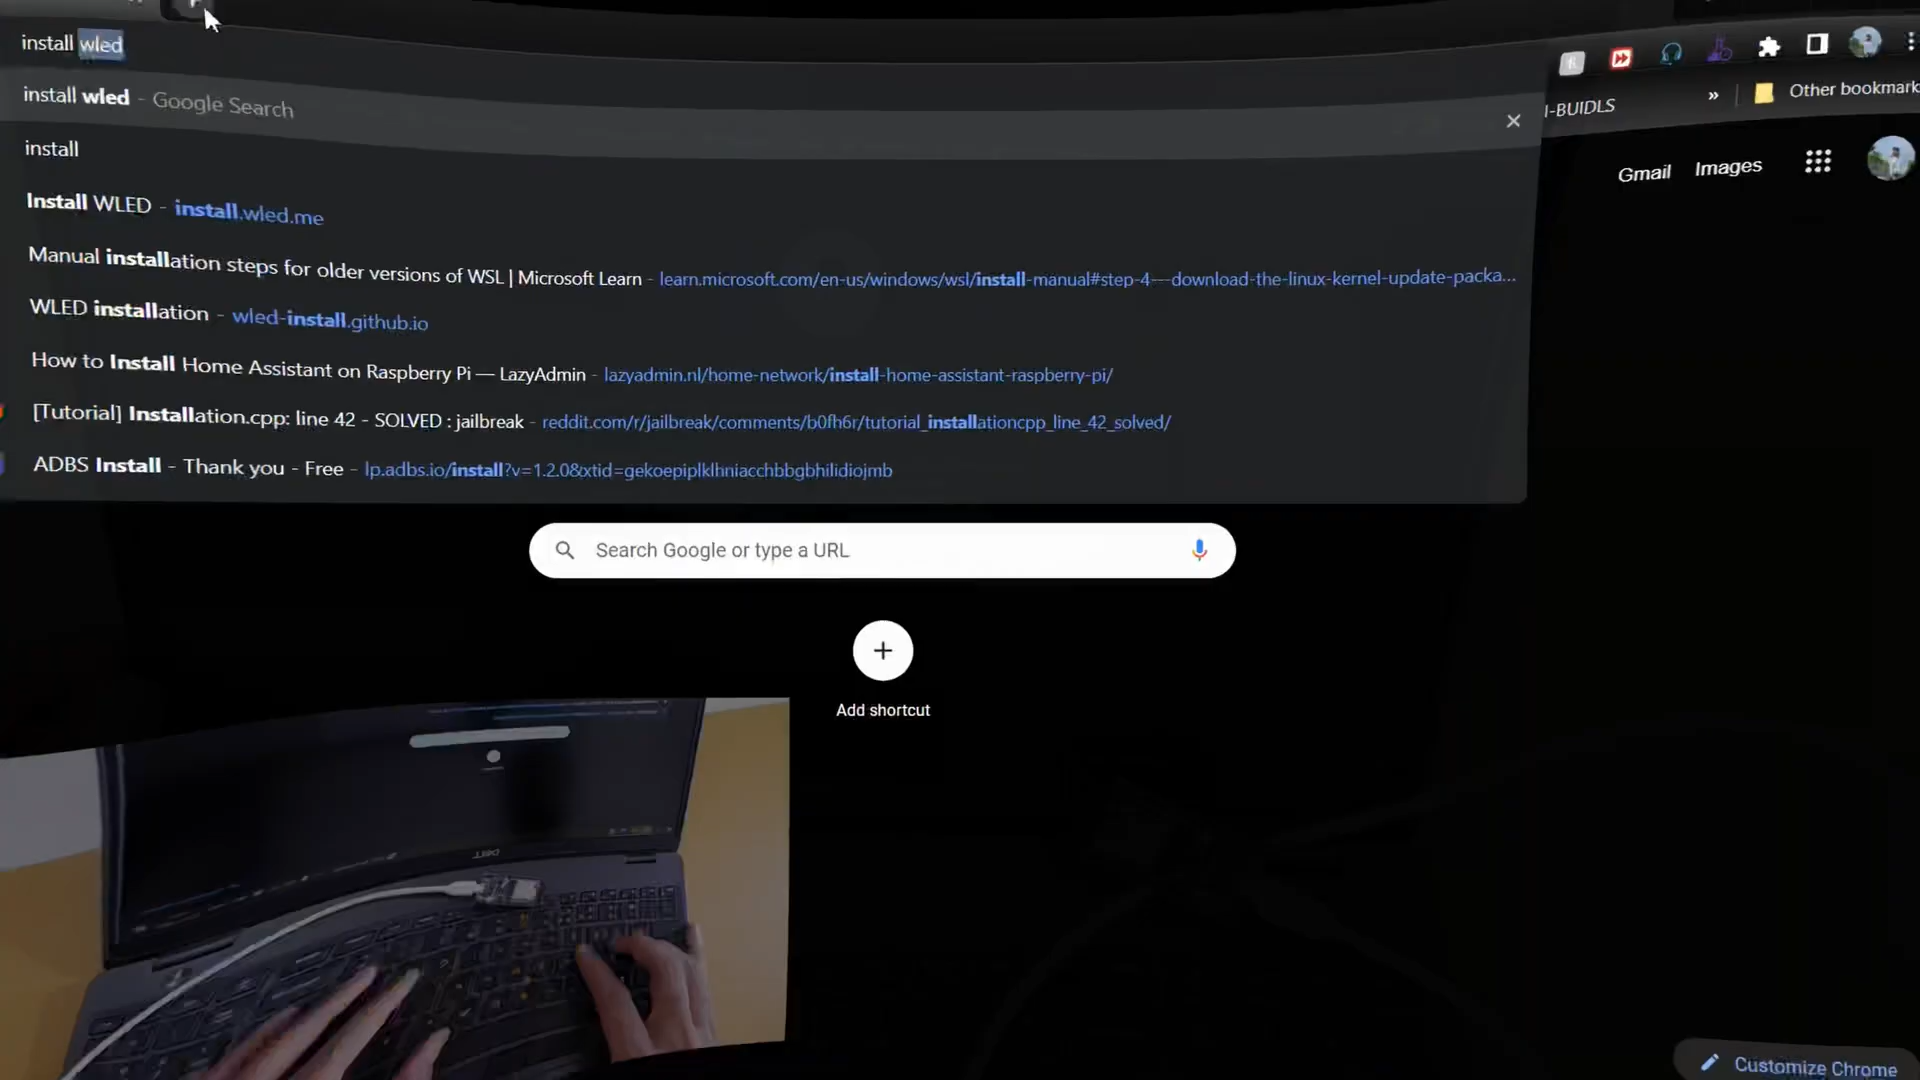 install wled
install wled - Google Search
install
Install WLED - install.wled.me
Manual installation steps for older versions of WSL | Microsoft Learn - learn.microsoft.com/en-us/windows/wsl/install-manual#step-4---download-the-linux-kernel-update-packa...
WLED installation - wled-install.github.io
How to Install Home Assistant on Raspberry Pi — LazyAdmin - lazyadmin.nl/home-network/install-home-assistant-raspberry-pi/
[Tutorial] Installation.cpp: line 42 - SOLVED : jailbreak - reddit.com/r/jailbreak/comments/b0fh6r/tutorial_installationcpp_line_42_solved/
ADBS Install - Thank you - Free - lp.adbs.io/install?v=1.2.0&xtid=gekoepiplklhniacchbbgbhilidiojmb
I-BUIDLS
» Other bookmark
Gmail Images
Search Google or type a URL
Add shortcut
DELL
Customize Chrome